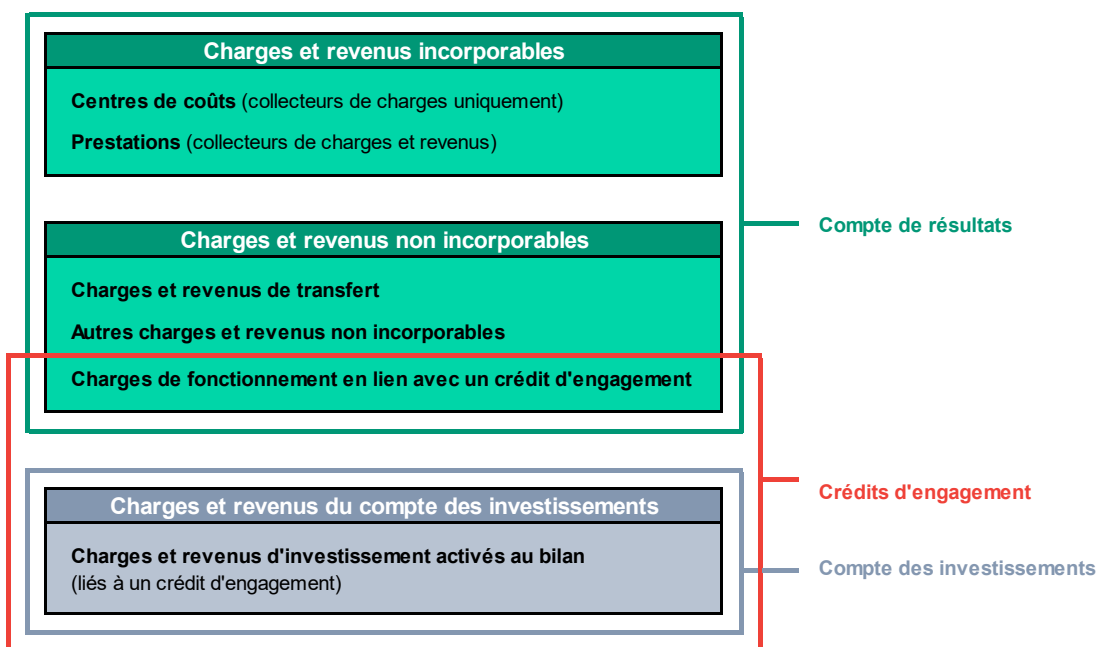 Charges et revenus incorporables
Centres de coûts (collecteurs de charges uniquement)
Prestations (collecteurs de charges et revenus)
Charges et revenus non incorporables
Compte de résultats
Charges et revenus de transfert
Autres charges et revenus non incorporables
Charges de fonctionnement en lien avec un crédit d'engagement
Crédits d'engagement
Charges et revenus du compte des investissements
Charges et revenus d'investissement activés au bilan
(liés à un crédit d'engagement)
Compte des investissements